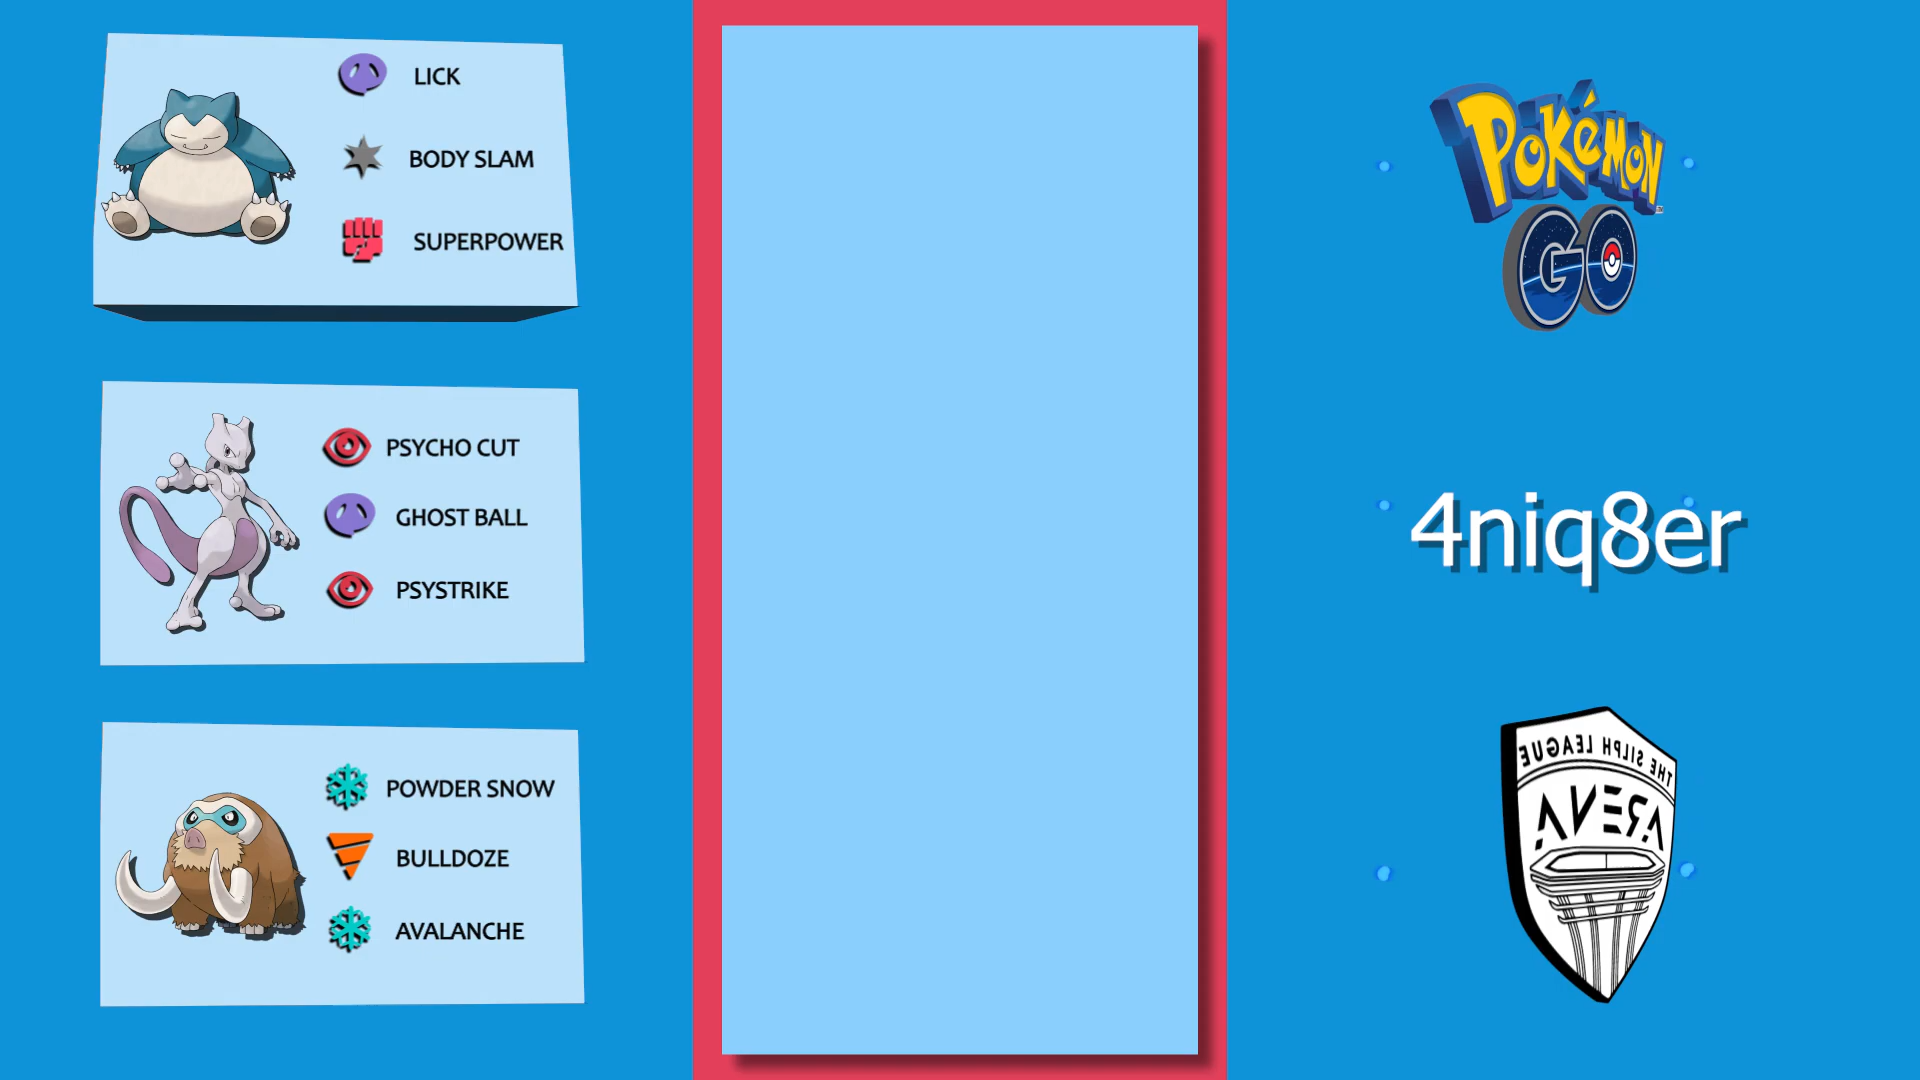 LICK
BODY SLAM
SUPERPOWER
PSYCHO CUT
GHOST BALL
PSYSTRIKE
POWDER SNOW
BULLDOZE
AVALANCHE
POKéMON
GO
4niq8er
THE SILPH LEAGUE
ARENA